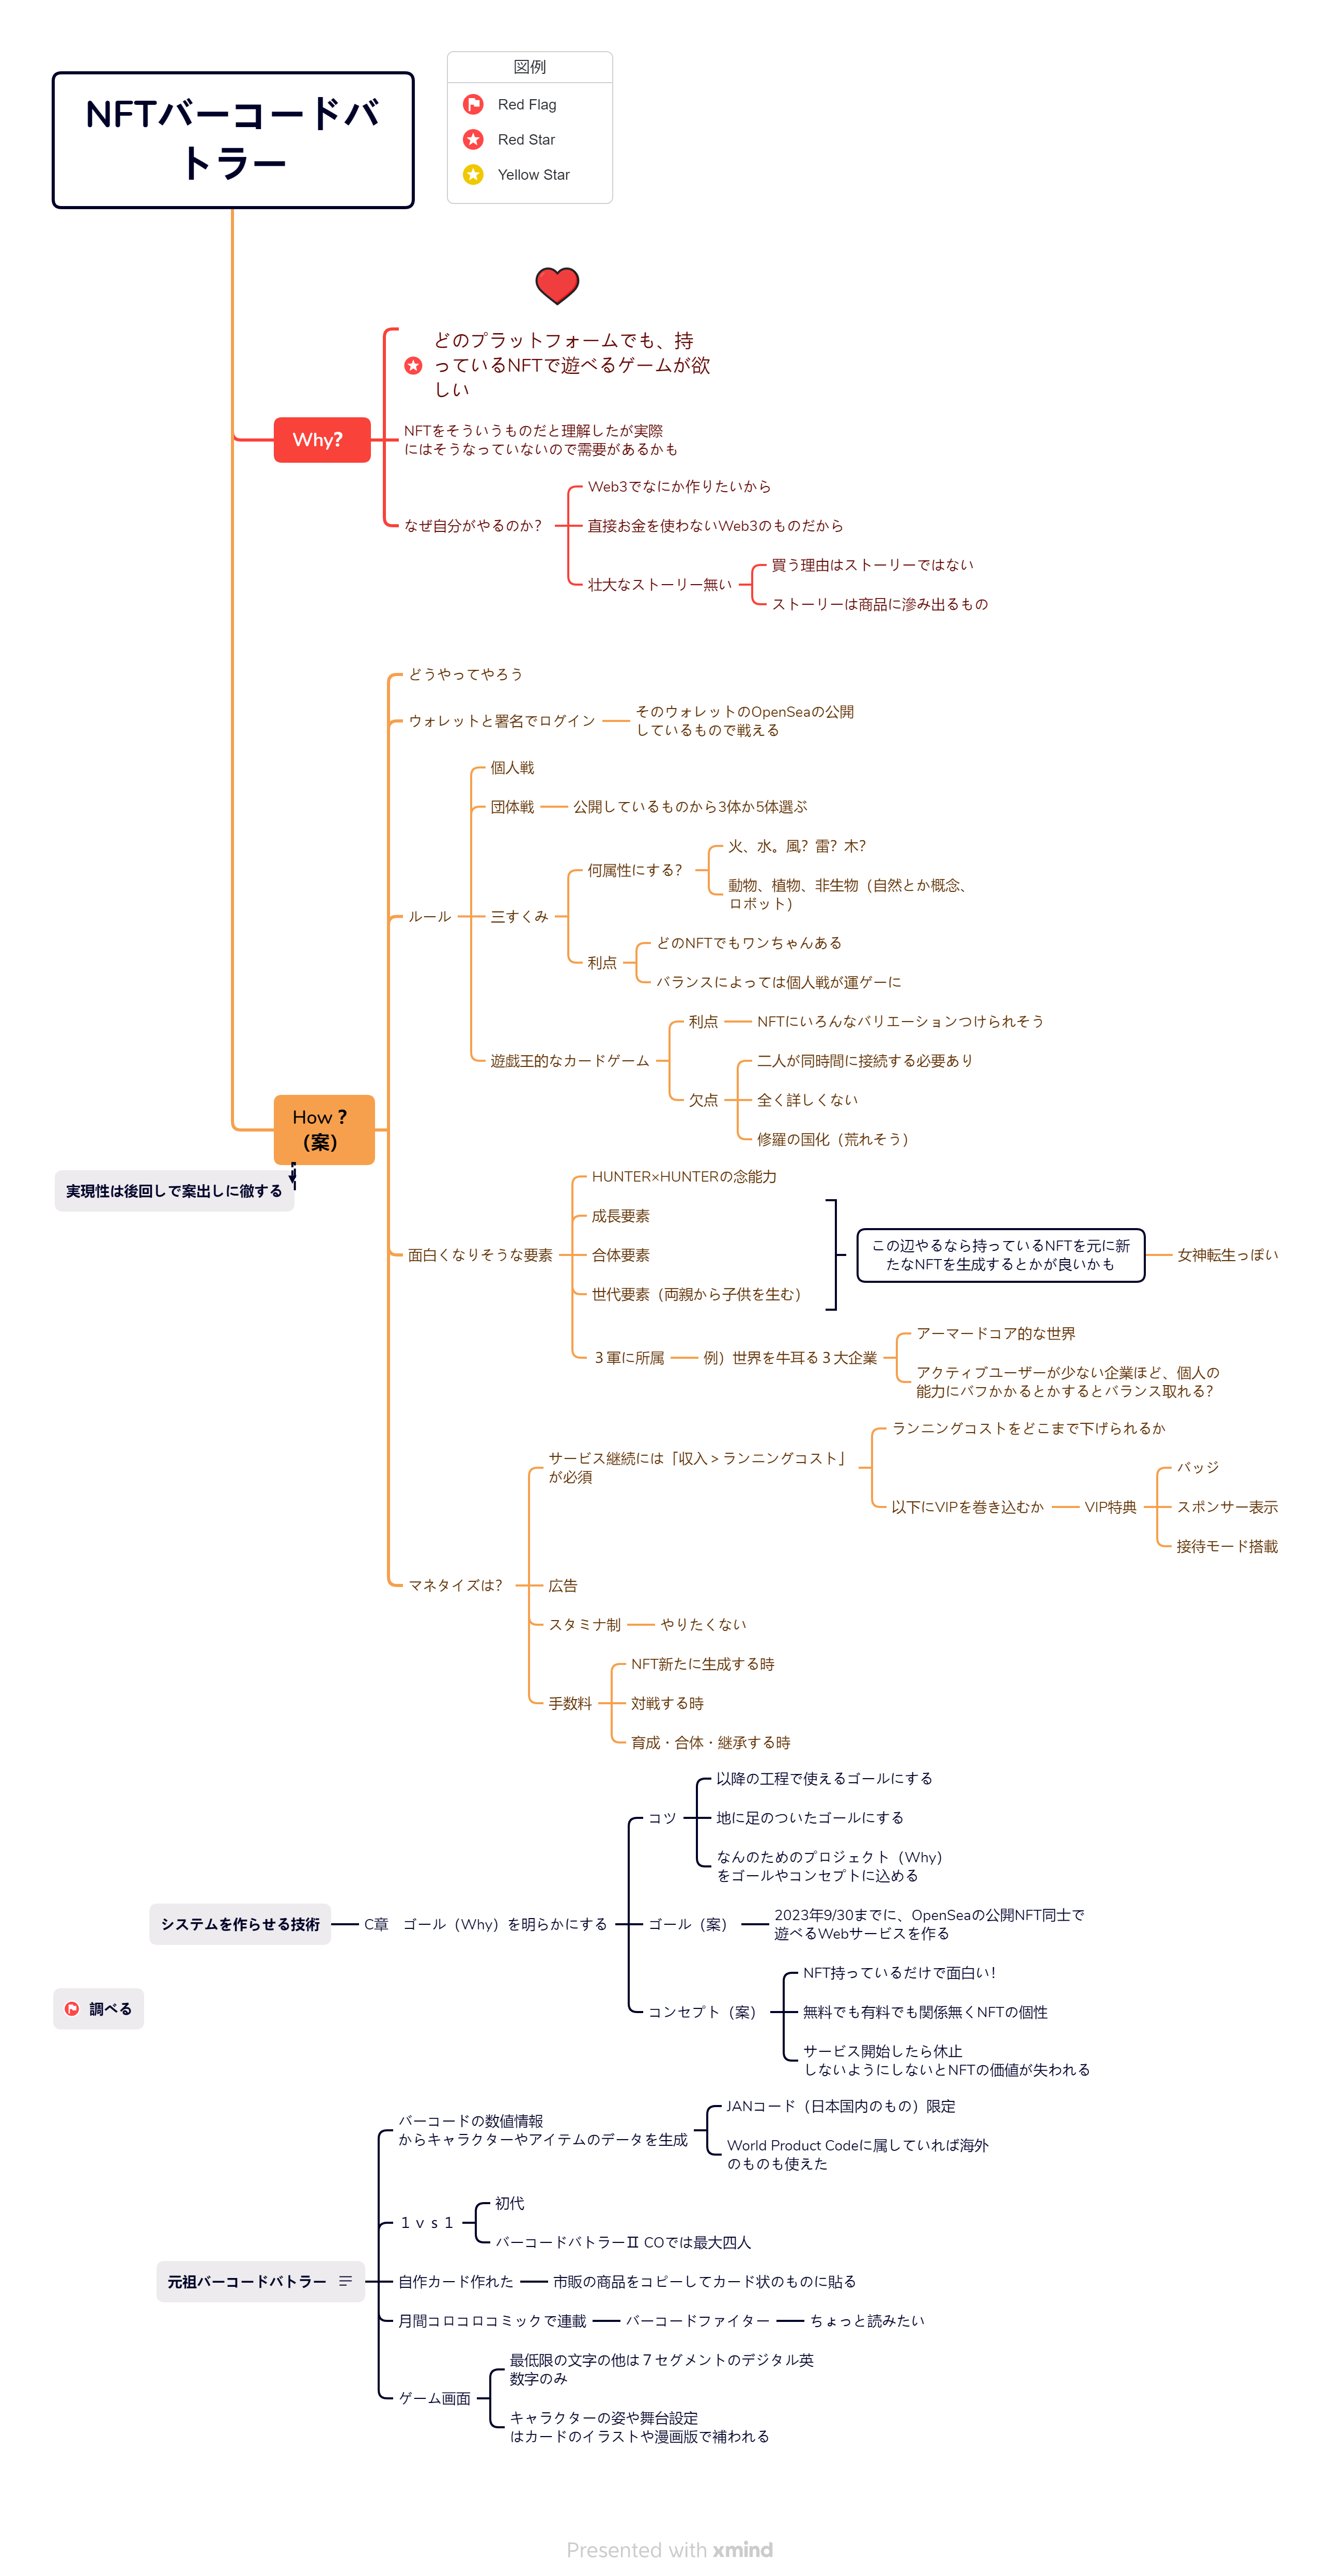 NFTバーコードバ
トラー
図例
Red Flag
Red Star
Yellow Star
どのプラットフォームでも、持
っているNFTで遊べるゲームが欲
しい
Why?
NFTをそういうものだと理解したが実際
にはそうなっていないので需要があるかも
なぜ自分がやるのか？
Web3でなにか作りたいから
直接お金を使わないWeb3のものだから
壮大なストーリー無い
買う理由はストーリーではない
ストーリーは商品に滲み出るもの
How？
（案）
実現性は後回しで案出しに徹する
どうやってやろう
ウォレットと署名でログイン
そのウォレットのOpenSeaの公開
しているもので戦える
ルール
個人戦
団体戦
公開しているものから3体か5体選ぶ
三すくみ
何属性にする？
火、水。風？雷？木？
動物、植物、非生物（自然とか概念、
ロボット）
利点
どのNFTでもワンちゃんある
バランスによっては個人戦が運ゲーに
遊戯王的なカードゲーム
利点
NFTにいろんなバリエーションつけられそう
欠点
二人が同時間に接続する必要あり
全く詳しくない
修羅の国化（荒れそう）
面白くなりそうな要素
HUNTER×HUNTERの念能力
成長要素
合体要素
世代要素（両親から子供を生む）
この辺やるなら持っているNFTを元に新
たなNFTを生成するとかが良いかも
女神転生っぽい
３軍に所属
例）世界を牛耳る３大企業
アーマードコア的な世界
アクティブユーザーが少ない企業ほど、個人の
能力にバフかかるとかするとバランス取れる？
マネタイズは？
サービス継続には「収入 > ランニングコスト」
が必須
ランニングコストをどこまで下げられるか
以下にVIPを巻き込むか
VIP特典
バッジ
スポンサー表示
接待モード搭載
広告
スタミナ制
やりたくない
手数料
NFT新たに生成する時
対戦する時
育成・合体・継承する時
システムを作らせる技術
C章　ゴール（Why）を明らかにする
コツ
以降の工程で使えるゴールにする
地に足のついたゴールにする
なんのためのプロジェクト（Why）
をゴールやコンセプトに込める
ゴール（案）
2023年9/30までに、OpenSeaの公開NFT同士で
遊べるWebサービスを作る
コンセプト（案）
NFT持っているだけで面白い！
無料でも有料でも関係無くNFTの個性
サービス開始したら休止
しないようにしないとNFTの価値が失われる
調べる
元祖バーコードバトラー
バーコードの数値情報
からキャラクターやアイテムのデータを生成
JANコード（日本国内のもの）限定
World Product Codeに属していれば海外
のものも使えた
１ｖｓ１
初代
バーコードバトラーⅡ COでは最大四人
自作カード作れた
市販の商品をコピーしてカード状のものに貼る
月間コロコロコミックで連載
バーコードファイター
ちょっと読みたい
ゲーム画面
最低限の文字の他は７セグメントのデジタル英
数字のみ
キャラクターの姿や舞台設定
はカードのイラストや漫画版で補われる
Presented with xmind